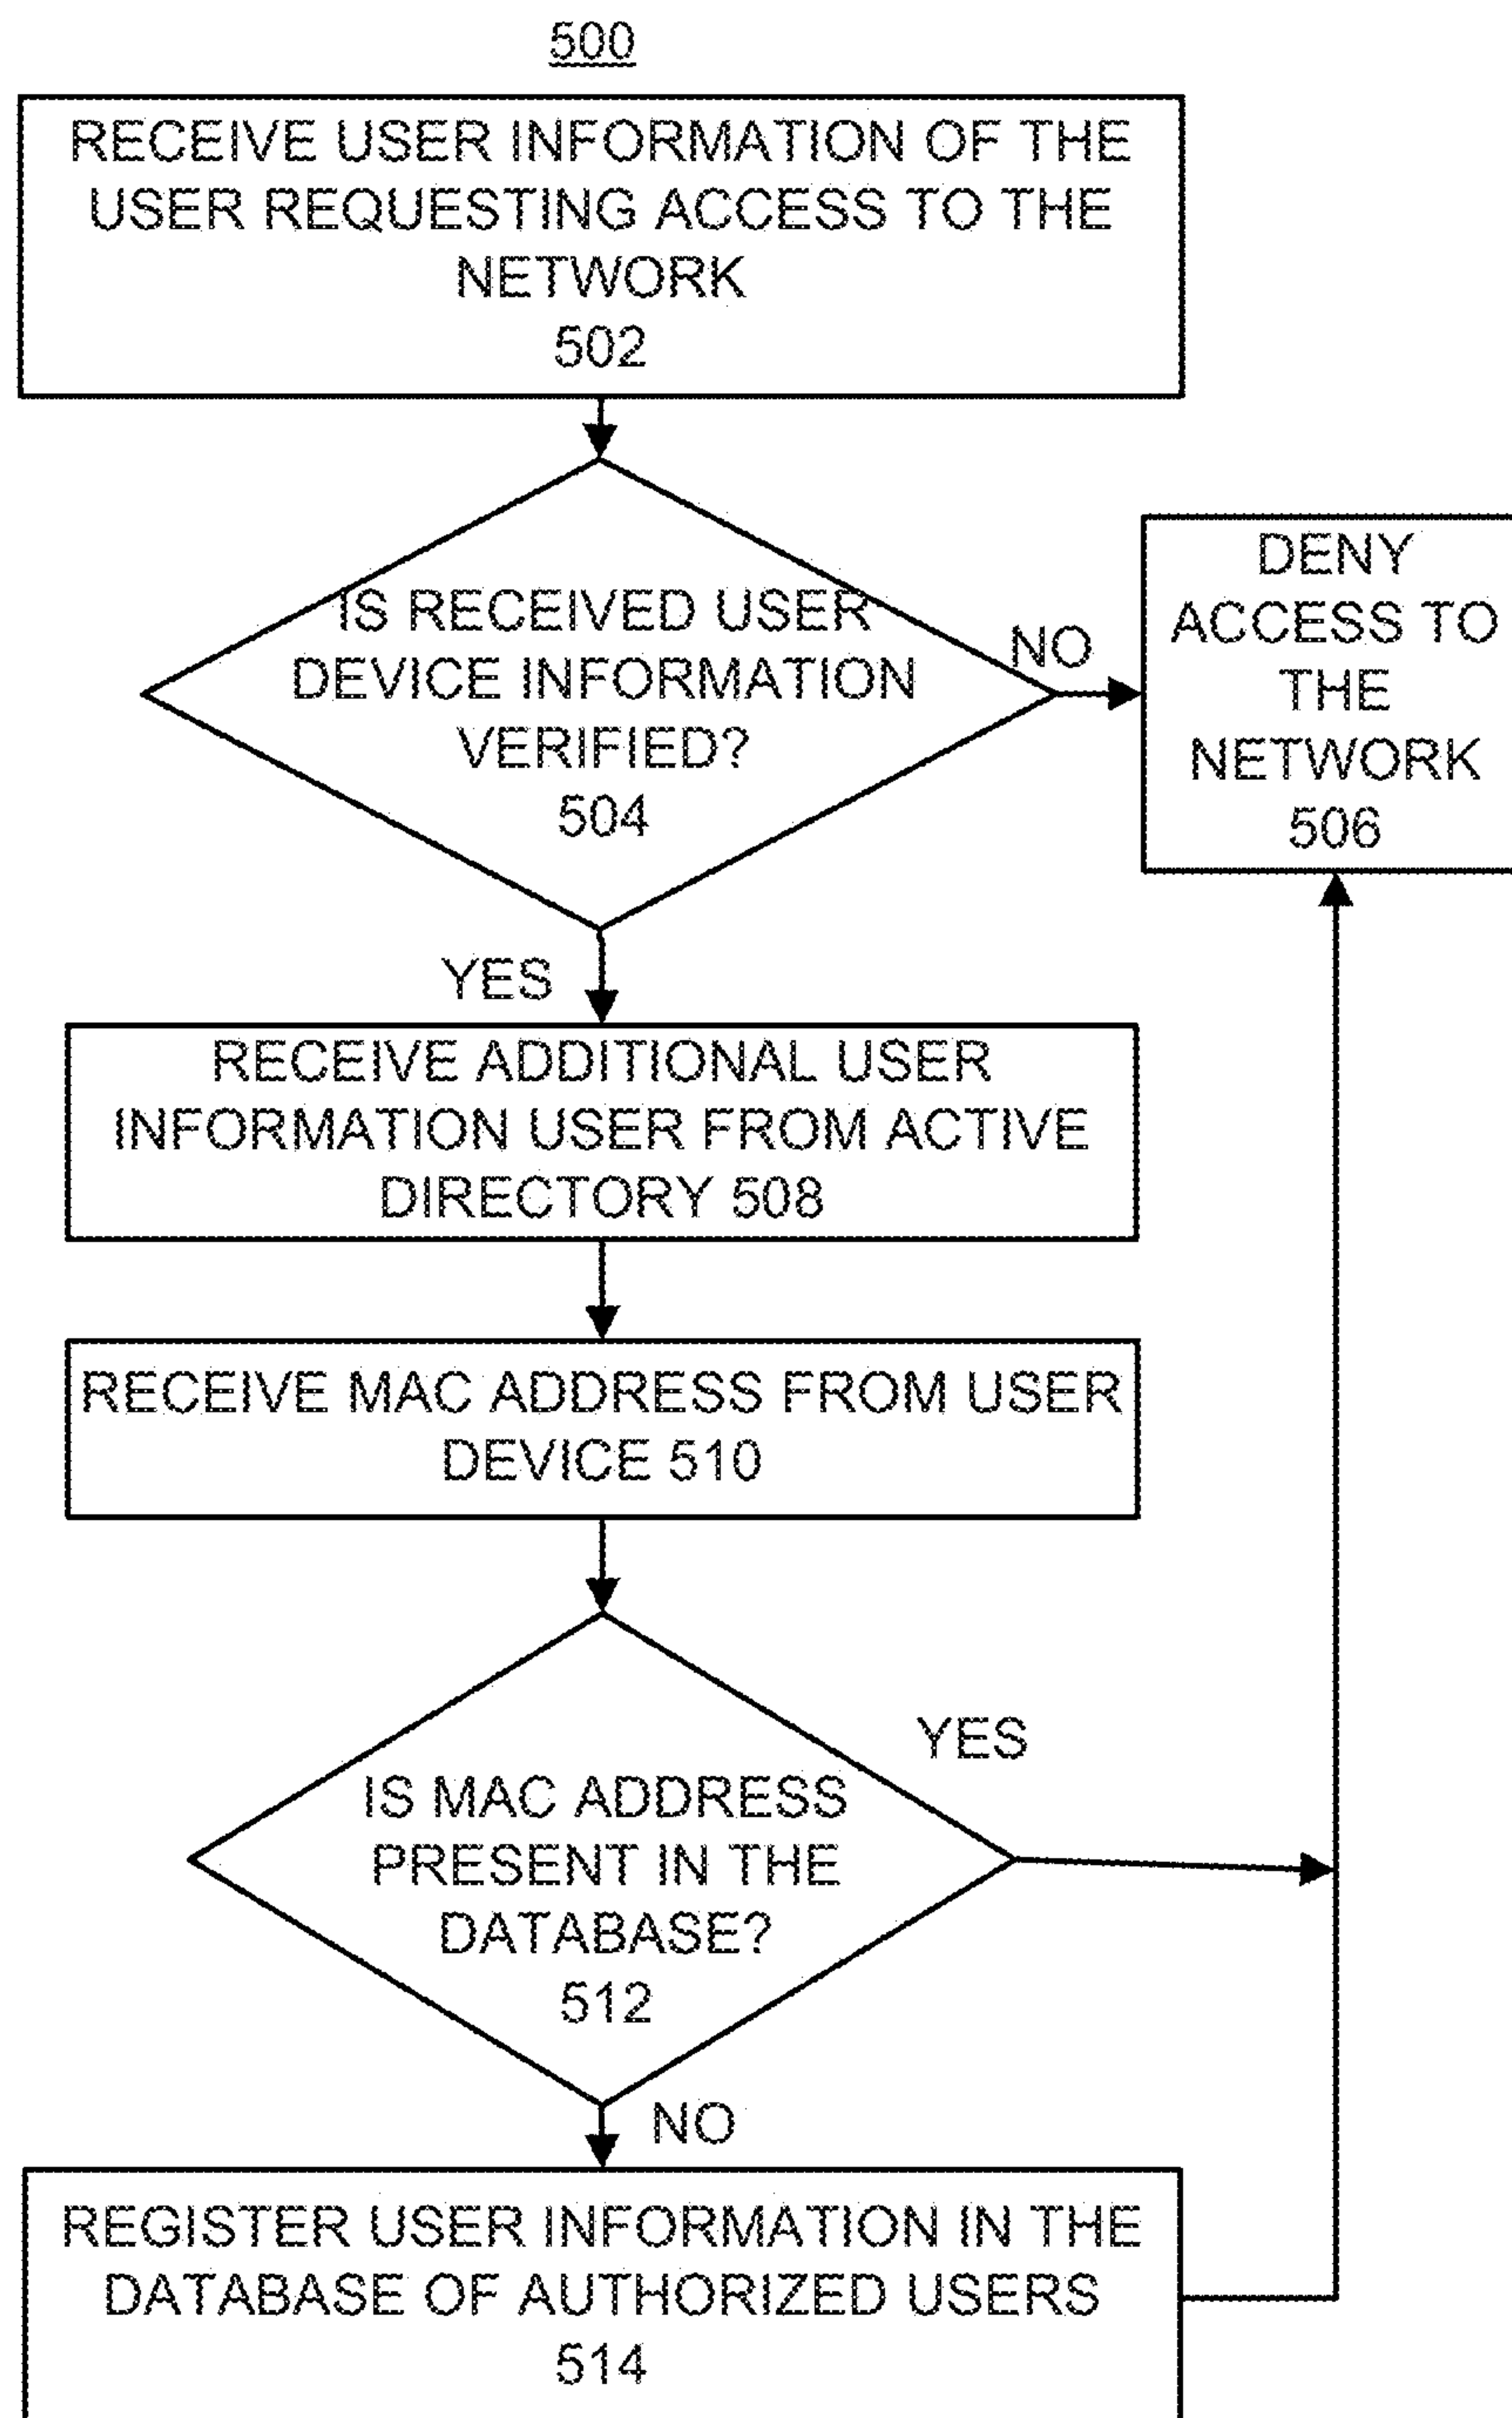 500
RECEIVE USER INFORMATION OF THE
USER REQUESTING ACCESS TO THE
NETWORK
502
IS RECEIVED USER
DEVICE INFORMATION
VERIFIED?
504
NO
DENY
ACCESS TO
THE
NETWORK
506
YES
RECEIVE ADDITIONAL USER
INFORMATION USER FROM ACTIVE
DIRECTORY 508
RECEIVE MAC ADDRESS FROM USER
DEVICE 510
IS MAC ADDRESS
PRESENT IN THE
DATABASE?
512
YES
NO
REGISTER USER INFORMATION IN THE
DATABASE OF AUTHORIZED USERS
514